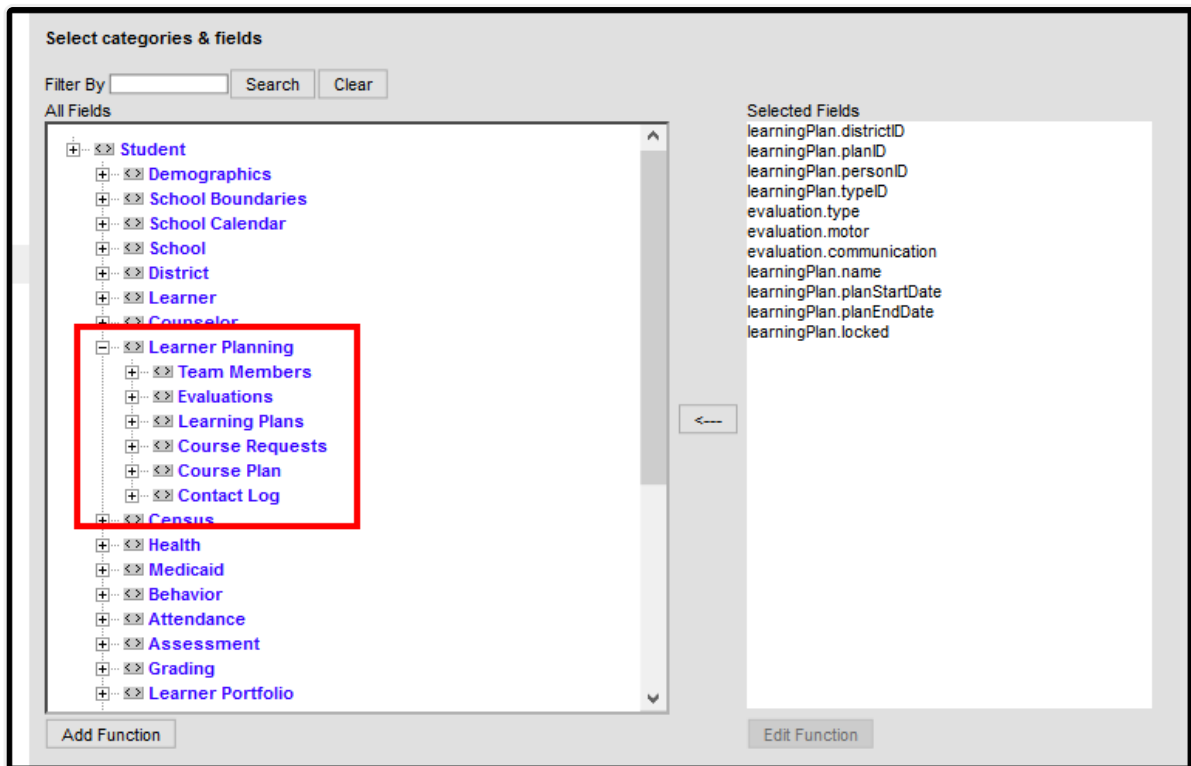 Select categories & fields
Filter By Search Clear
All Fields
Student
Demographics
School Boundaries
School Calendar
School
District
Learner
Counselor
Learner Planning
Team Members
Evaluations
Learning Plans
Course Requests
Course Plan
Contact Log
Census
Health
Medicaid
Behavior
Attendance
Assessment
Grading
Learner Portfolio
Add Function
<---
Selected Fields
learningPlan.districtID
learningPlan.planID
learningPlan.personID
learningPlan.typeID
evaluation.type
evaluation.motor
evaluation.communication
learningPlan.name
learningPlan.planStartDate
learningPlan.planEndDate
learningPlan.locked
Edit Function